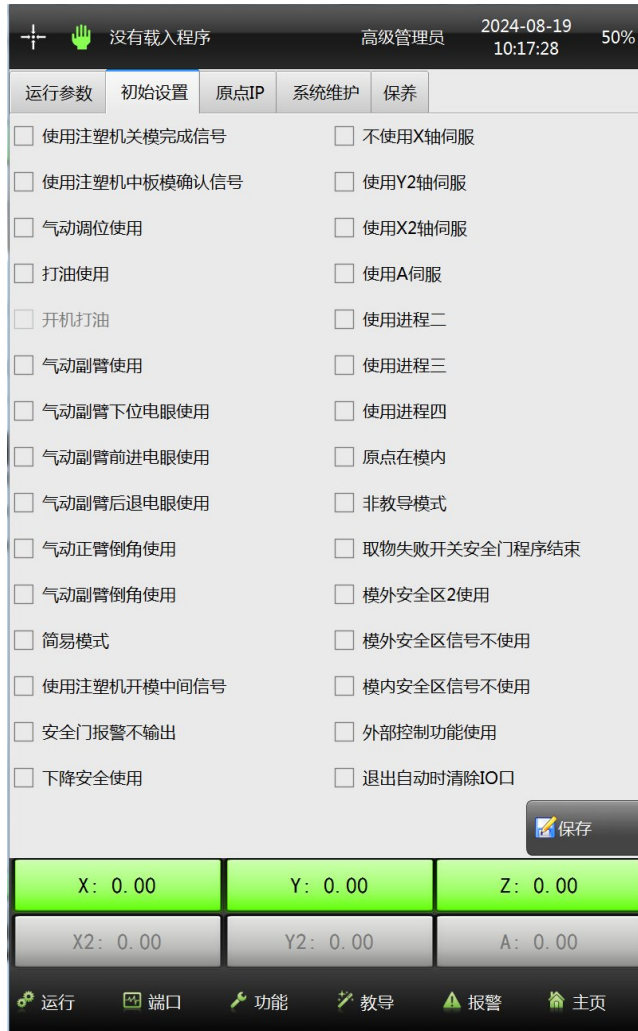 没有载入程序 高级管理员 2024-08-19 10:17:28 50%
运行参数 初始设置 原点IP 系统维护 保养
使用注塑机关模完成信号 不使用X轴伺服
使用注塑机中板模确认信号 使用Y2轴伺服
气动调位使用 使用X2轴伺服
打油使用 使用A伺服
开机打油 使用进程二
气动副臂使用 使用进程三
气动副臂下位电眼使用 使用进程四
气动副臂前进电眼使用 原点在模内
气动副臂后退电眼使用 非教导模式
气动正臂倒角使用 取物失败开关安全门程序结束
气动副臂倒角使用 模外安全区2使用
简易模式 模外安全区信号不使用
使用注塑机开模中间信号 模内安全区信号不使用
安全门报警不输出 外部控制功能使用
下降安全使用 退出自动时清除IO口
保存
X: 0.00 Y: 0.00 Z: 0.00
X2: 0.00 Y2: 0.00 A: 0.00
运行 端口 功能 教导 报警 主页